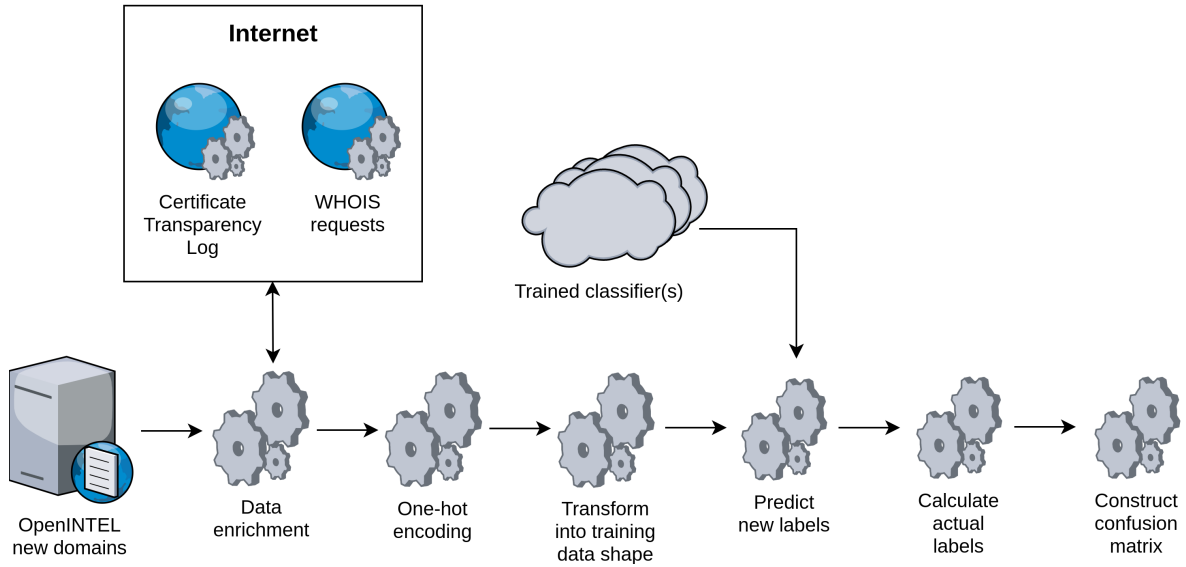 Internet
Certificate
Transparency
Log
WHOIS
requests
Trained classifier(s)
OpenINTEL
new domains
Data
enrichment
One-hot
encoding
Transform
into training
data shape
Predict
new labels
Calculate
actual
labels
Construct
confusion
matrix